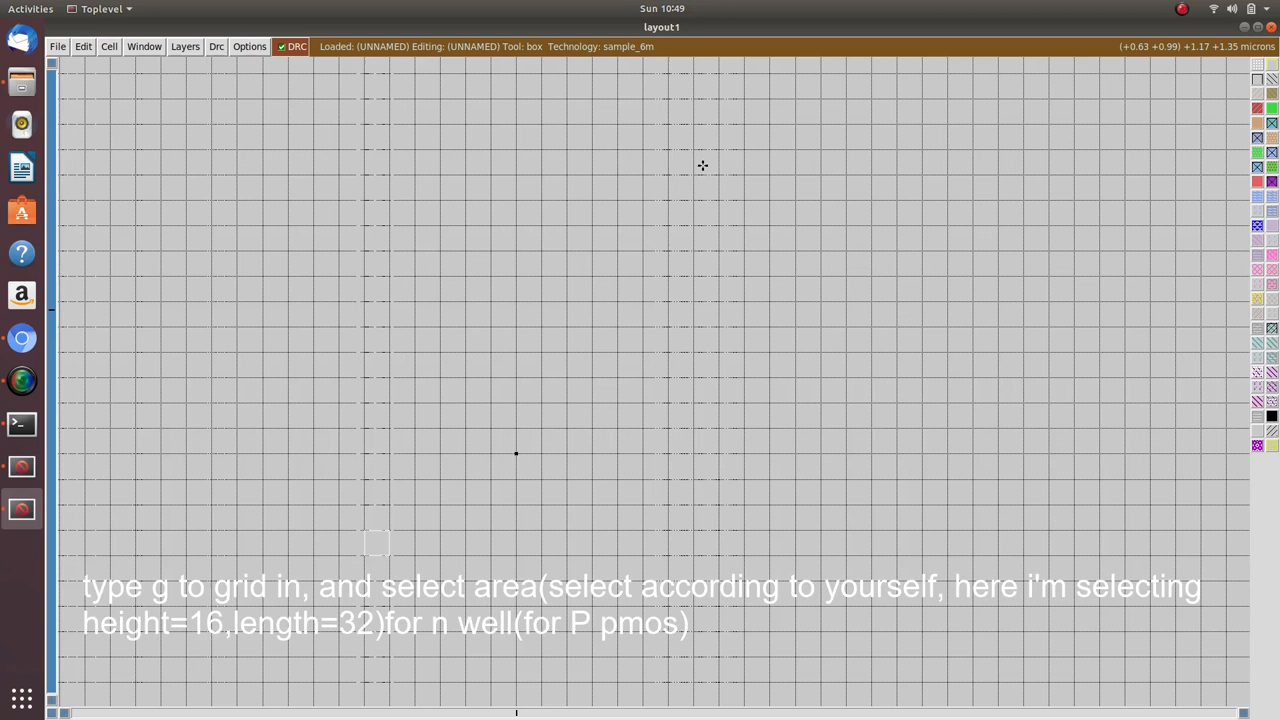 Activities
Toplevel
Sun 10:49
layout1
File Edit Cell Window Layers Drc Options DRC Loaded: (UNNAMED) Editing: (UNNAMED) Tool: box Technology: sample_6m (+0.63 +0.99) +1.17 +1.35 microns
type g to grid in, and select area(select according to yourself, here i'm selecting
height=16,length=32)for n well(for P pmos)